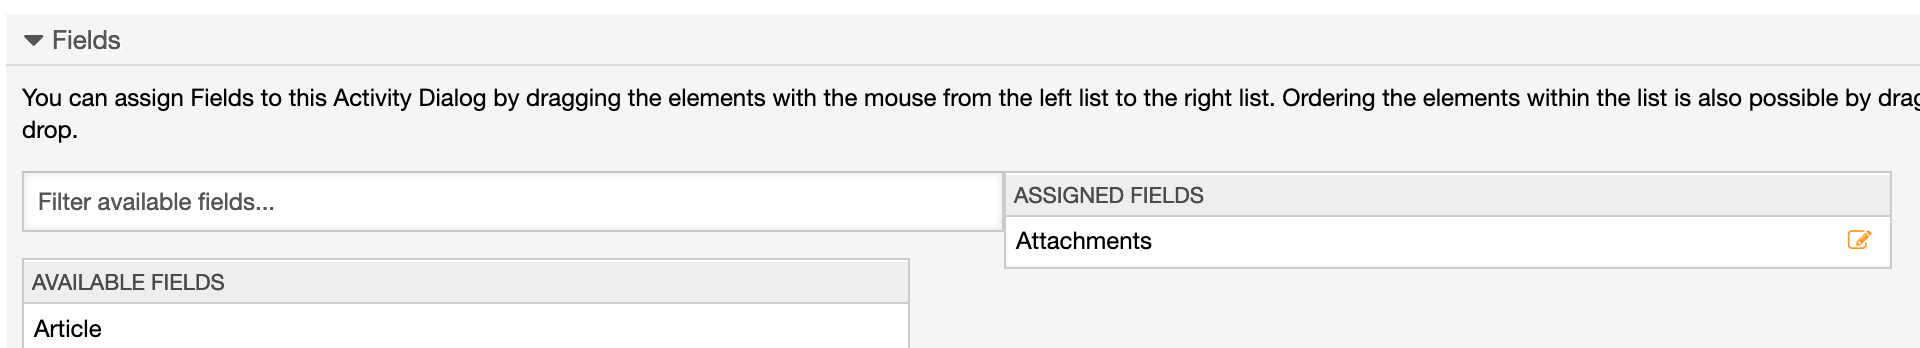 Fields
You can assign Fields to this Activity Dialog by dragging the elements with the mouse from the left list to the right list. Ordering the elements within the list is also possible by drag
drop.
Filter available fields...
ASSIGNED FIELDS
Attachments
AVAILABLE FIELDS
Article